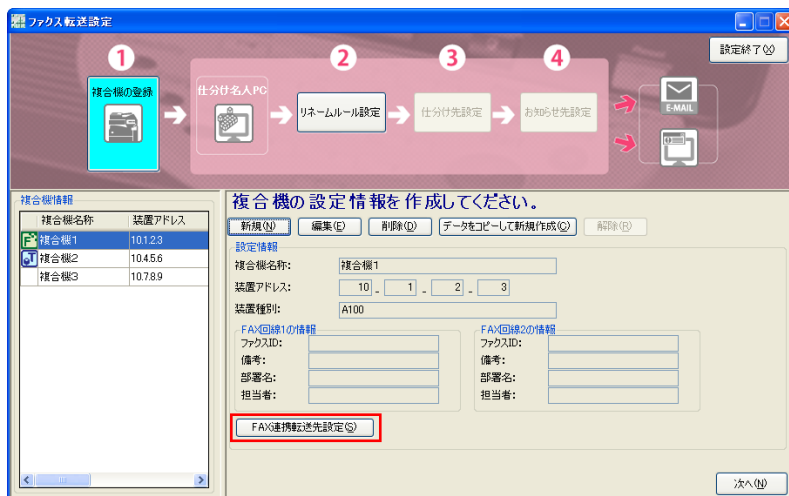 ファクス転送設定
設定終了(X)
1
2
3
4
複合機の登録
仕分け名人PC
リネームルール設定
仕分け先設定
お知らせ先設定
E-MAIL
複合機情報
複合機名称 装置アドレス
複合機1 10.1.2.3
複合機2 10.4.5.6
複合機3 10.7.8.9
複合機の設定情報を作成してください。
新規(N) 編集(E) 削除(D) データをコピーして新規作成(C) 解除(R)
設定情報
複合機名称: 複合機1
装置アドレス: 10 . 1 . 2 . 3
装置種別: A100
FAX回線1の情報
ファクスID:
備考:
部署名:
担当者:
FAX回線2の情報
ファクスID:
備考:
部署名:
担当者:
FAX連携転送先設定(S)
次へ(N)